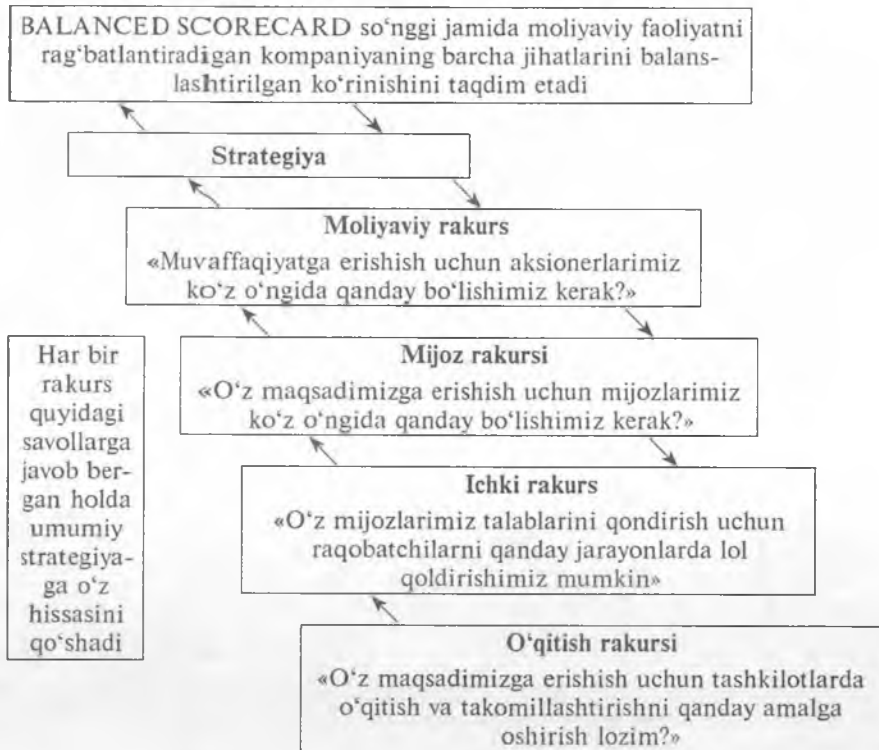 BALANCED SCORECARD so‘nggi jamida moliyaviy faoliyatni
rag‘batlantiradigan kompaniyaning barcha jihatlarini balans-
lashtirilgan ko‘rinishini taqdim etadi
Strategiya
Moliyaviy rakurs
«Muvaffaqiyatga erishish uchun aksionerlarimiz
ko‘z o‘ngida qanday bo‘lishimiz kerak?»
Har bir
rakurs
quyidagi
savollarga
javob ber-
gan holda
umumiy
strategiya-
ga o‘z
hissasini
qo‘shadi
Mijoz rakursi
«O‘z maqsadimizga erishish uchun mijozlarimiz
ko‘z o‘ngida qanday bo‘lishimiz kerak?»
Ichki rakurs
«O‘z mijozlarimiz talablarini qondirish uchun
raqobatchilarni qanday jarayonlarda lol
qoldirishimiz mumkin»
O‘qitish rakursi
«O‘z maqsadimizga erishish uchun tashkilotlarda
o‘qitish va takomillashtirishni qanday amalga
oshirish lozim?»